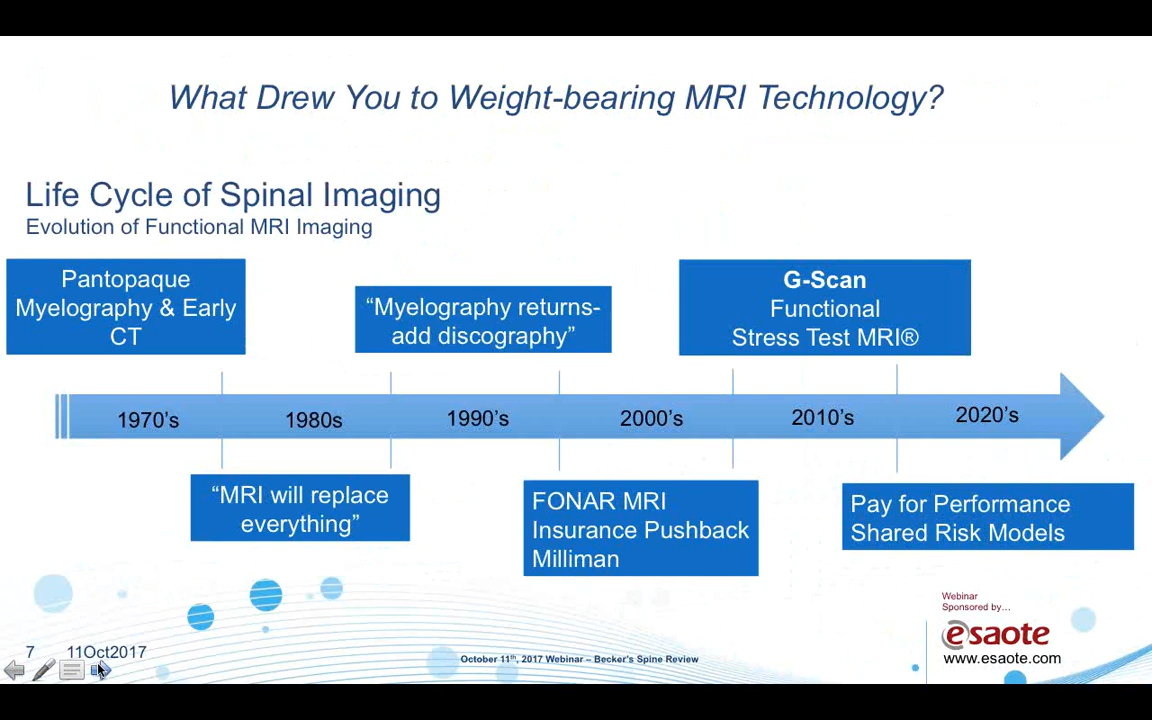 What Drew You to Weight-bearing MRI Technology?
Life Cycle of Spinal Imaging
Evolution of Functional MRI Imaging
Pantopaque
Myelography & Early
CT
“Myelography returns-
add discography”
G-Scan
Functional
Stress Test MRI®
1970’s
1980s
1990’s
2000’s
2010’s
2020’s
“MRI will replace
everything”
FONAR MRI
Insurance Pushback
Milliman
Pay for Performance
Shared Risk Models
Webinar
Sponsored by...
esaote
www.esaote.com
7 11Oct2017
October 11th, 2017 Webinar – Becker's Spine Review